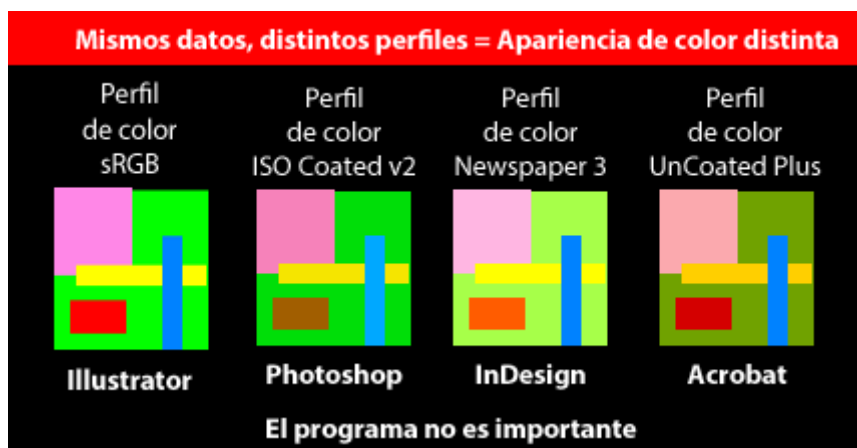 Mismos datos, distintos perfiles = Apariencia de color distinta
Perfil
de color
sRGB
Perfil
de color
ISO Coated v2
Perfil
de color
Newspaper 3
Perfil
de color
UnCoated Plus
Illustrator
Photoshop
InDesign
Acrobat
El programa no es importante